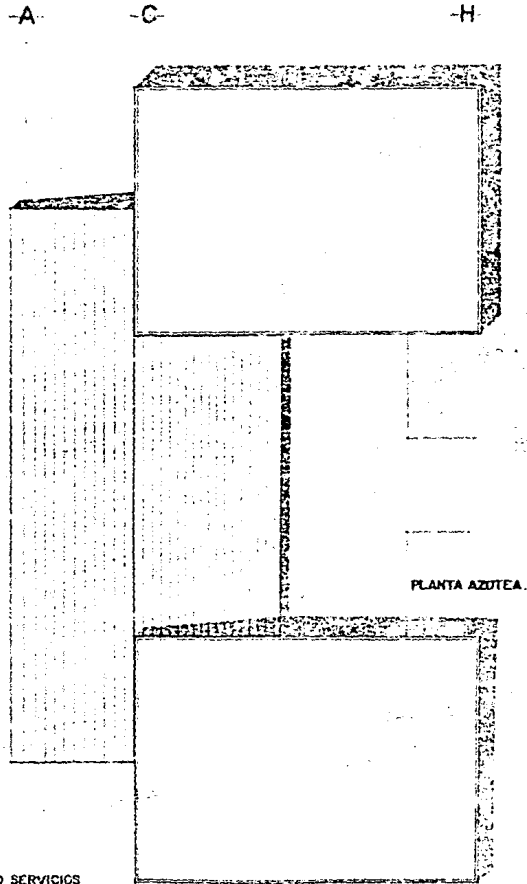 -A- -C- -H-
PLANTA AZOTEA.
O SERVICIOS